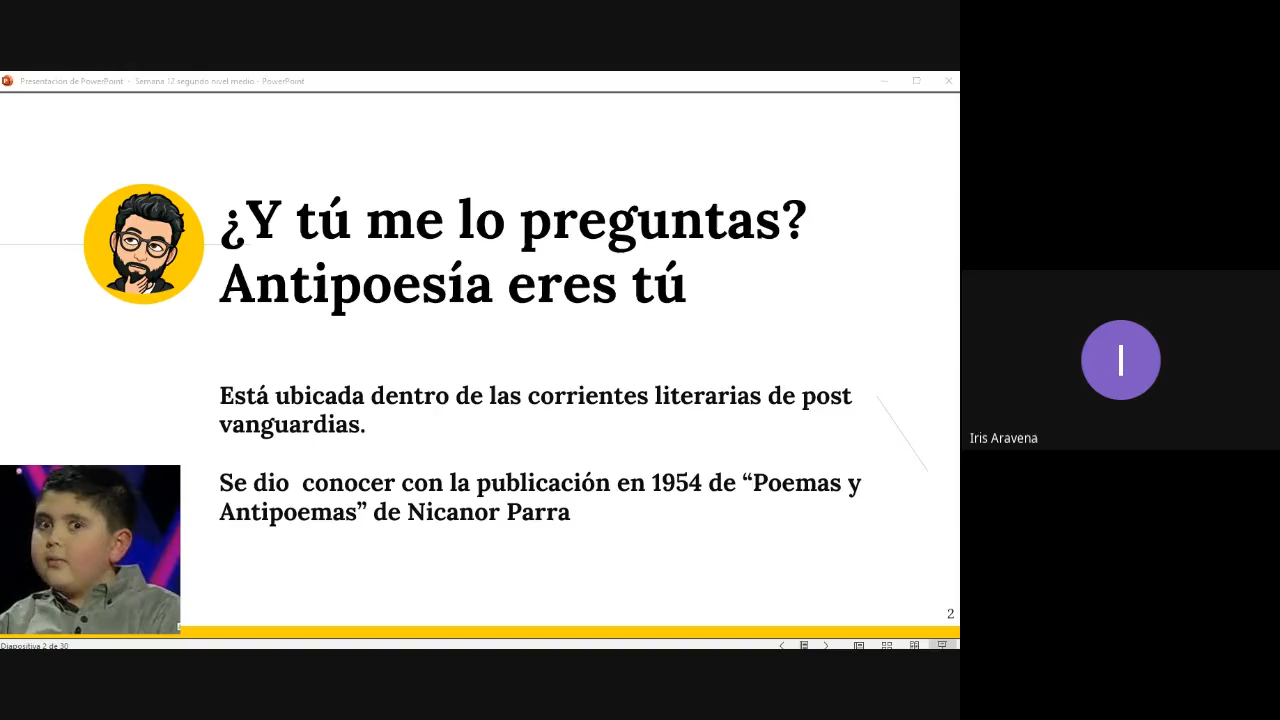 Presentación de PowerPoint - Semana 12 segundo nivel medio - PowerPoint
¿Y tú me lo preguntas?
Antipoesía eres tú
Está ubicada dentro de las corrientes literarias de post
vanguardias.
Se dio  conocer con la publicación en 1954 de “Poemas y
Antipoemas” de Nicanor Parra
2
Diapositiva 2 de 30
I
Iris Aravena